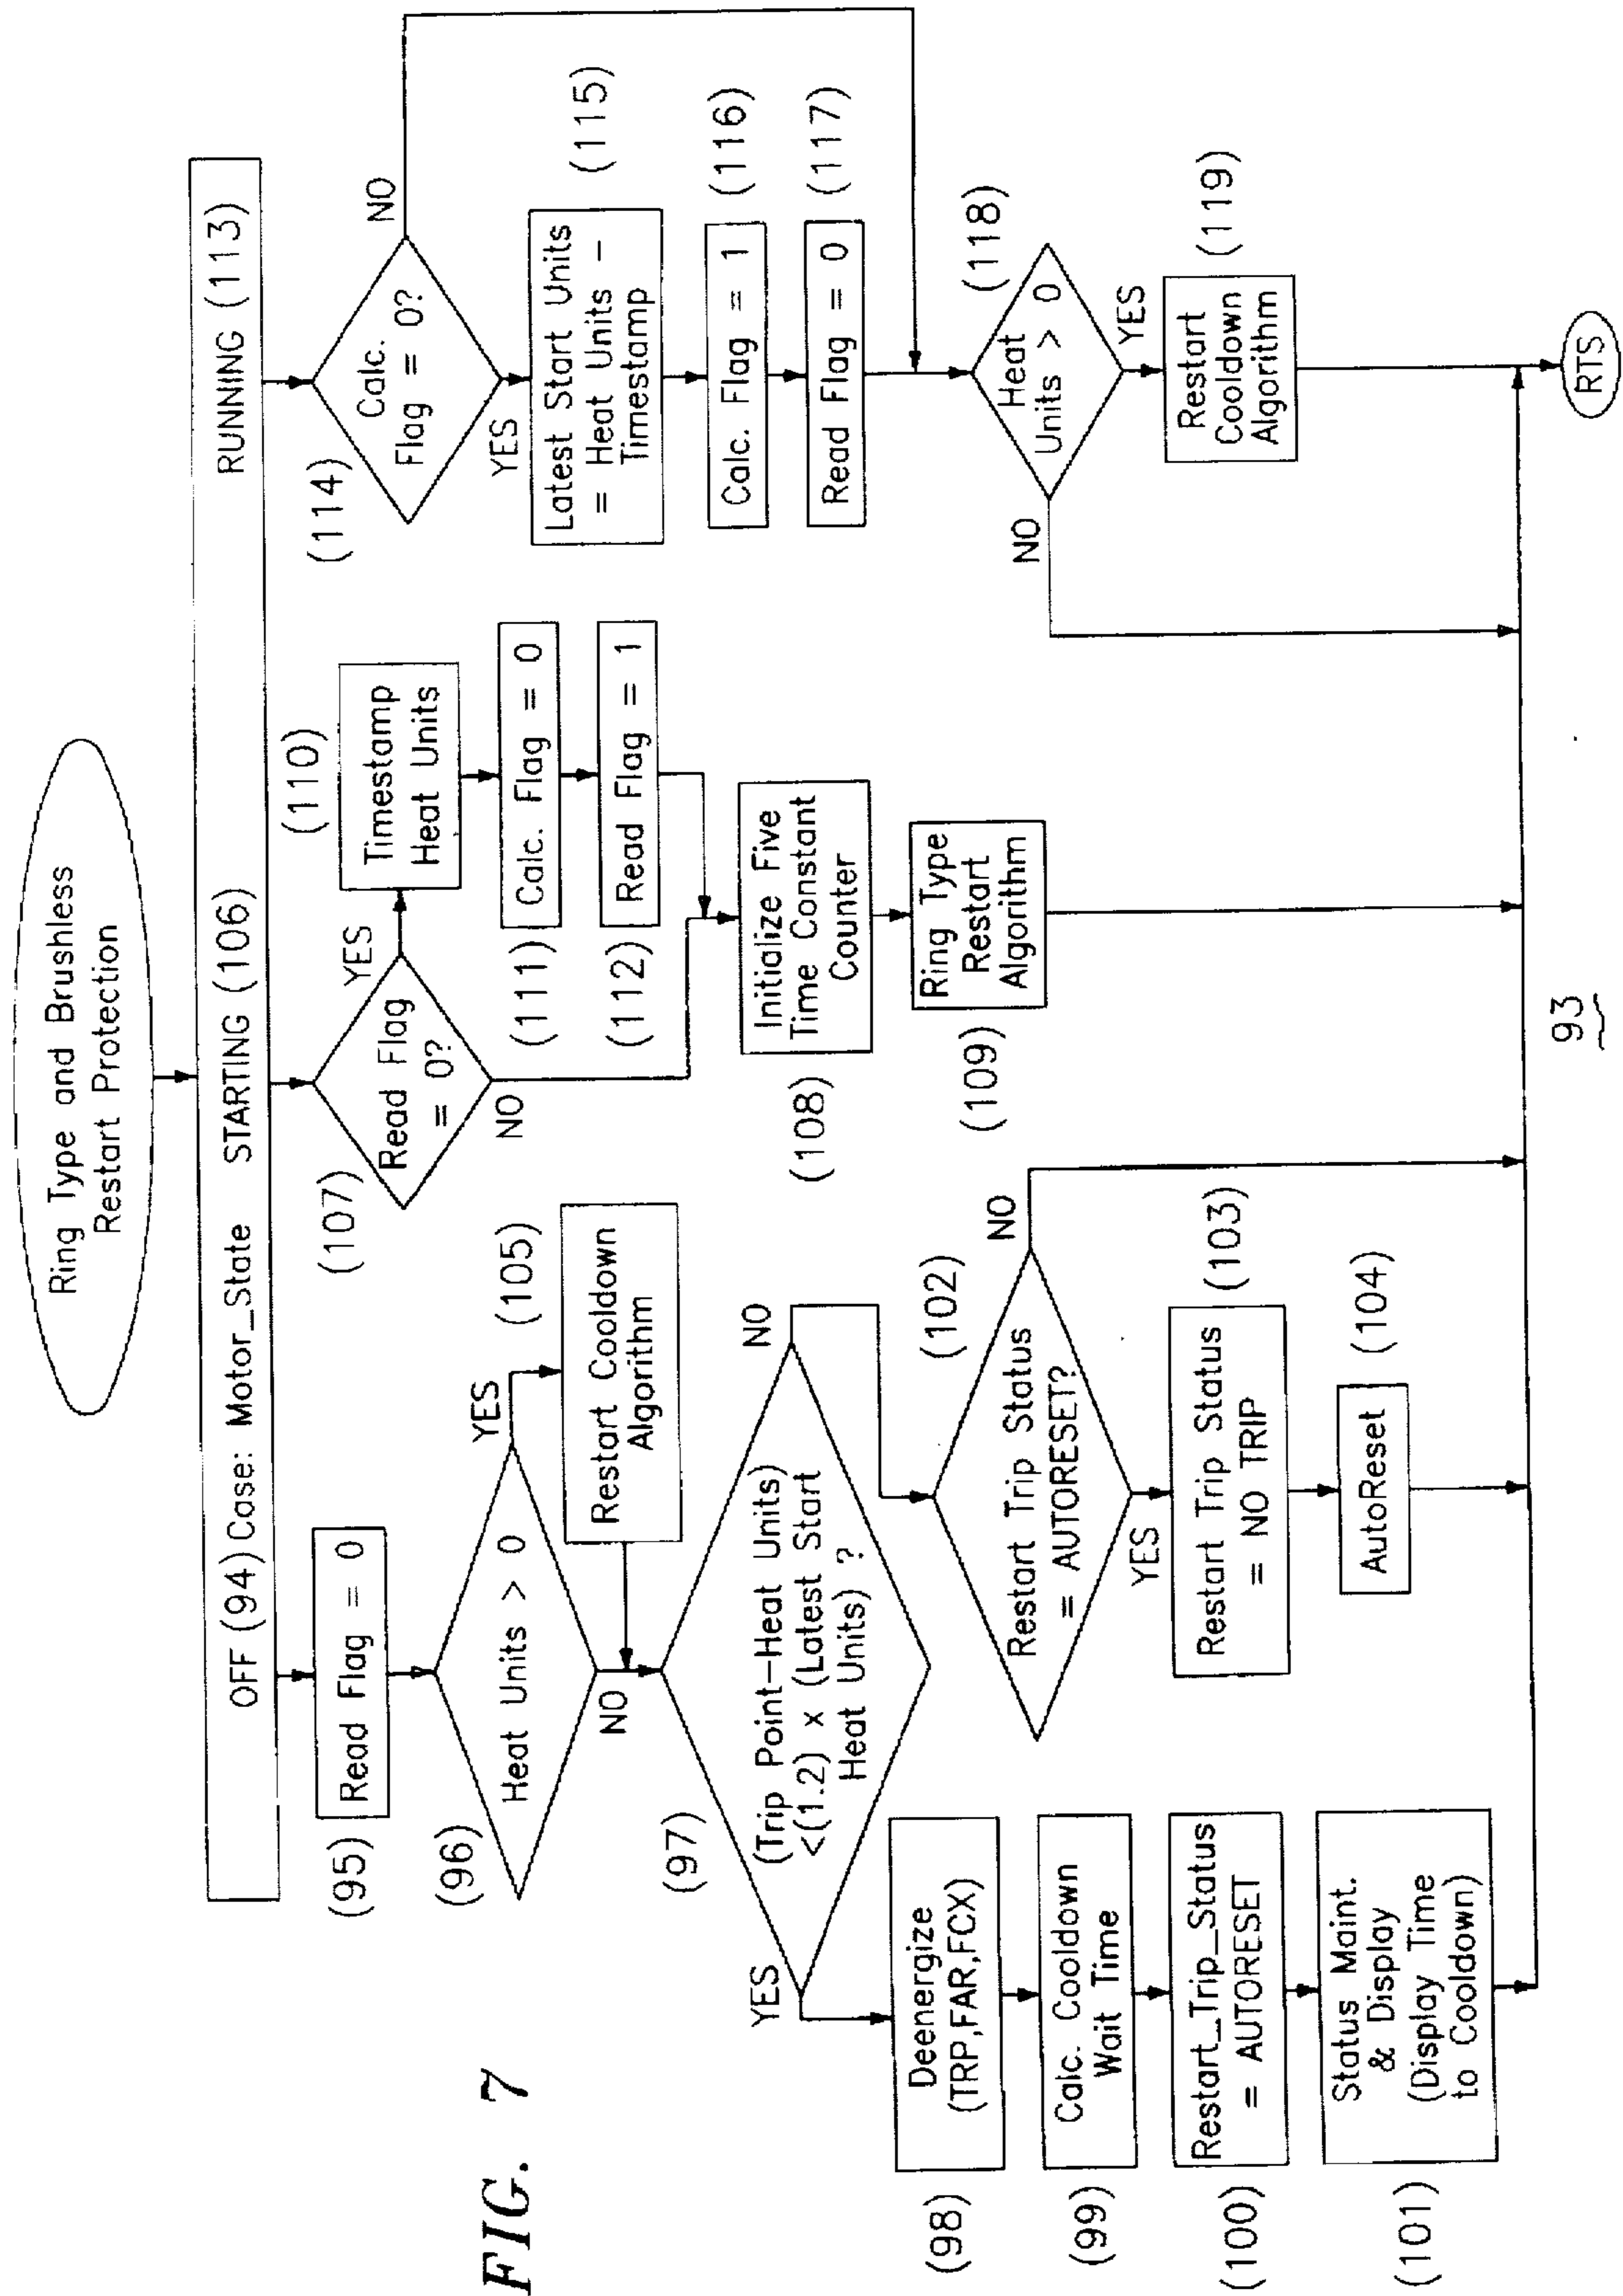 FIG. 7
Ring Type and Brushless
Restart Protection
OFF (94) Case: Motor_State STARTING (106) RUNNING (113)
(95)
Read Flag = 0
(96)
Heat Units > 0
YES
NO
(105)
Restart Cooldown
Algorithm
(97)
(Trip Point-Heat Units)
<(1.2) x (Latest Start
Heat Units) ?
YES
NO
(98)
Deenergize
(TRP,FAR,FCX)
(99)
Calc. Cooldown
Wait Time
(100)
Restart_Trip_Status
= AUTORESET
(101)
Status Maint.
& Display
(Display Time
to Cooldown)
(102)
Restart Trip Status
= AUTORESET?
NO
YES
(103)
Restart Trip Status
= NO TRIP
(104)
AutoReset
(107)
Read Flag
= 0?
YES
NO
(110)
Timestamp
Heat Units
(111)
Calc. Flag = 0
(112)
Read Flag = 1
(108)
Initialize Five
Time Constant
Counter
(109)
Ring Type
Restart
Algorithm
(114)
Calc.
Flag = 0?
NO
YES
(115)
Latest Start Units
= Heat Units -
Timestamp
(116)
Calc. Flag = 1
(117)
Read Flag = 0
(118)
Heat
Units > 0
NO
YES
(119)
Restart
Cooldown
Algorithm
RTS
93